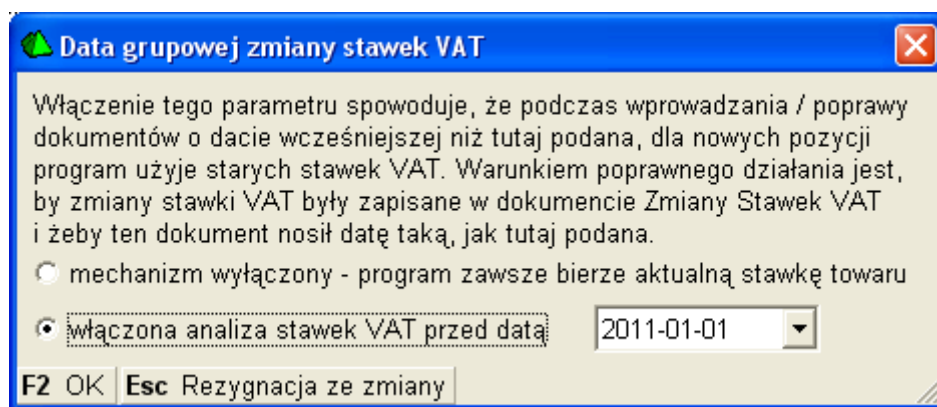 Data grupowej zmiany stawek VAT
Włączenie tego parametru spowoduje, że podczas wprowadzania / poprawy
dokumentów o dacie wcześniejszej niż tutaj podana, dla nowych pozycji
program użyje starych stawek VAT. Warunkiem poprawnego działania jest,
by zmiany stawki VAT były zapisane w dokumencie Zmiany Stawek VAT
i żeby ten dokument nosił datę taką, jak tutaj podana.
mechanizm wyłączony - program zawsze bierze aktualną stawkę towaru
włączona analiza stawek VAT przed datą 2011-01-01
F2 OK Esc Rezygnacja ze zmiany